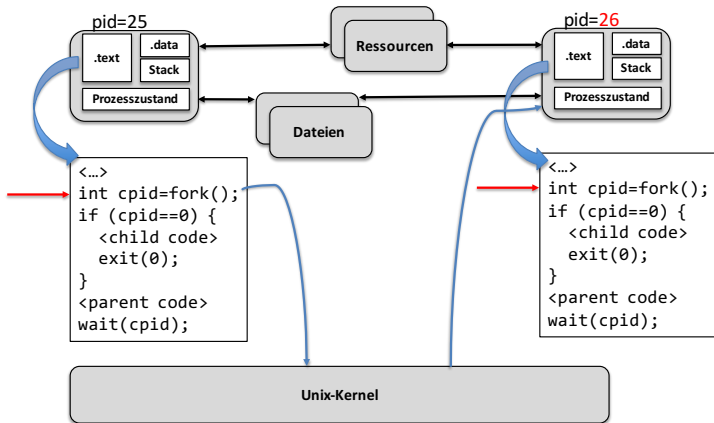 pid=25
.text
.data
Stack
Prozesszustand
Ressourcen
Dateien
pid=26
.text
.data
Stack
Prozesszustand
<…>
int cpid=fork();
if (cpid==0) {
  <child code>
  exit(0);
}
<parent code>
wait(cpid);
<…>
int cpid=fork();
if (cpid==0) {
  <child code>
  exit(0);
}
<parent code>
wait(cpid);
Unix-Kernel